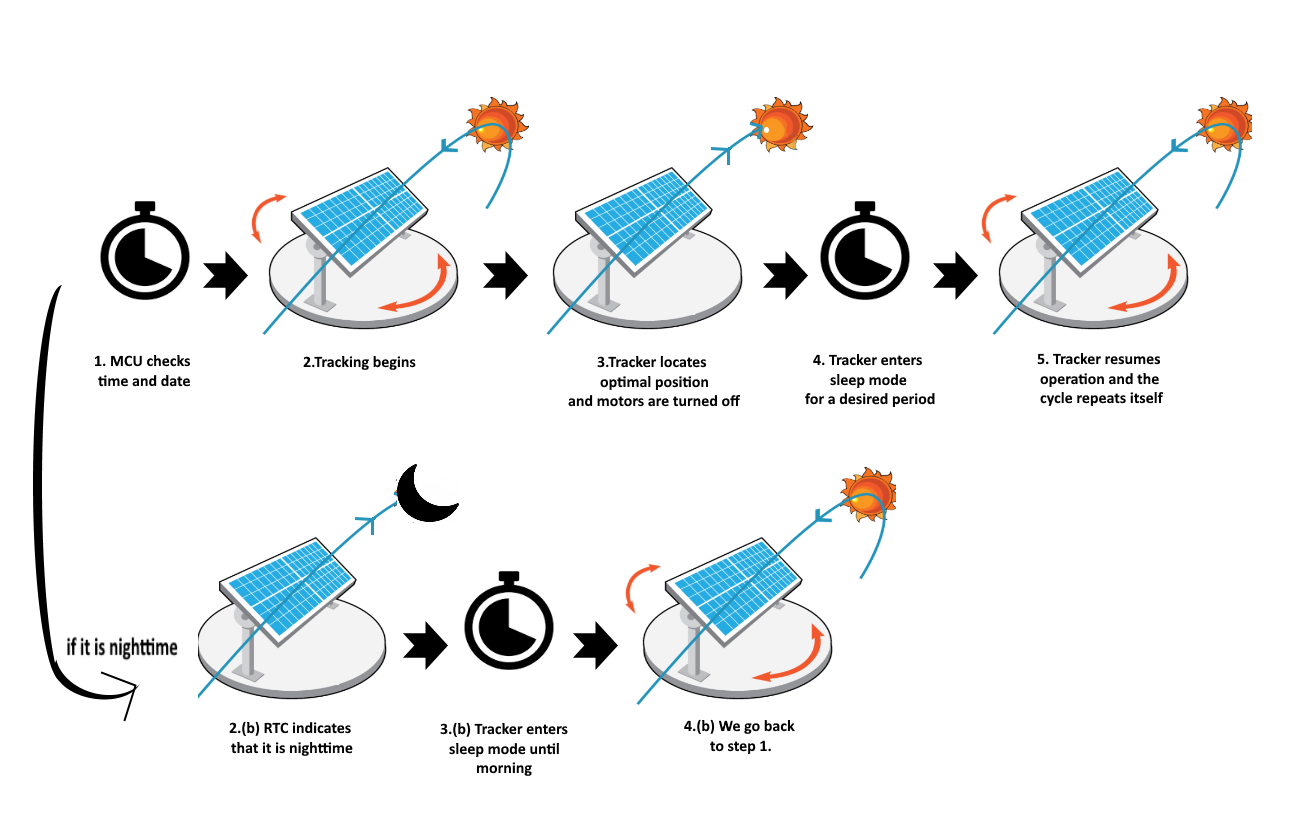 1. MCU checks
time and date
2.Tracking begins
3.Tracker locates
optimal position
and motors are turned off
4. Tracker enters
sleep mode
for a desired period
5. Tracker resumes
operation and the
cycle repeats itself
if it is nighttime
2.(b) RTC indicates
that it is nighttime
3.(b) Tracker enters
sleep mode until
morning
4.(b) We go back
to step 1.